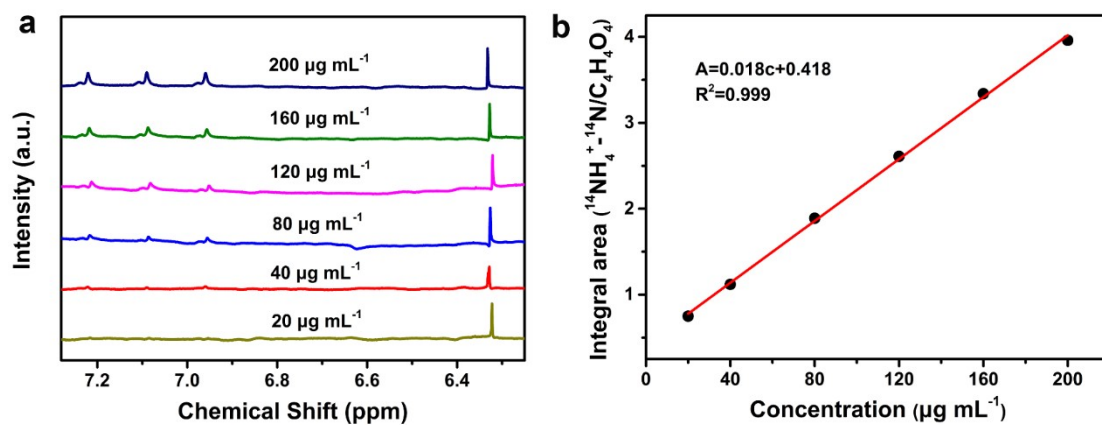 a
200 µg mL⁻¹
160 µg mL⁻¹
120 µg mL⁻¹
80 µg mL⁻¹
40 µg mL⁻¹
20 µg mL⁻¹
Intensity (a.u.)
7.2 7.0 6.8 6.6 6.4
Chemical Shift (ppm)
b
A=0.018c+0.418
R²=0.999
Integral area (¹⁴NH₄⁺-¹⁴N/C₄H₄O₄)
4
3
2
1
0 40 80 120 160 200
Concentration (µg mL⁻¹)